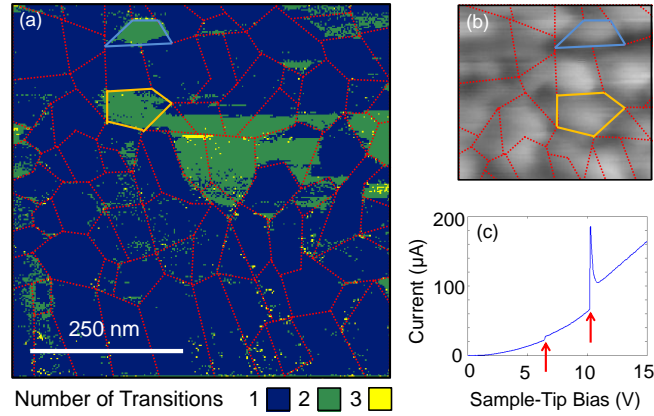 (a)
250 nm
Number of Transitions 1 2 3
(b)
(c)
200
100
0
0 5 10 15
Current (µA)
Sample-Tip Bias (V)